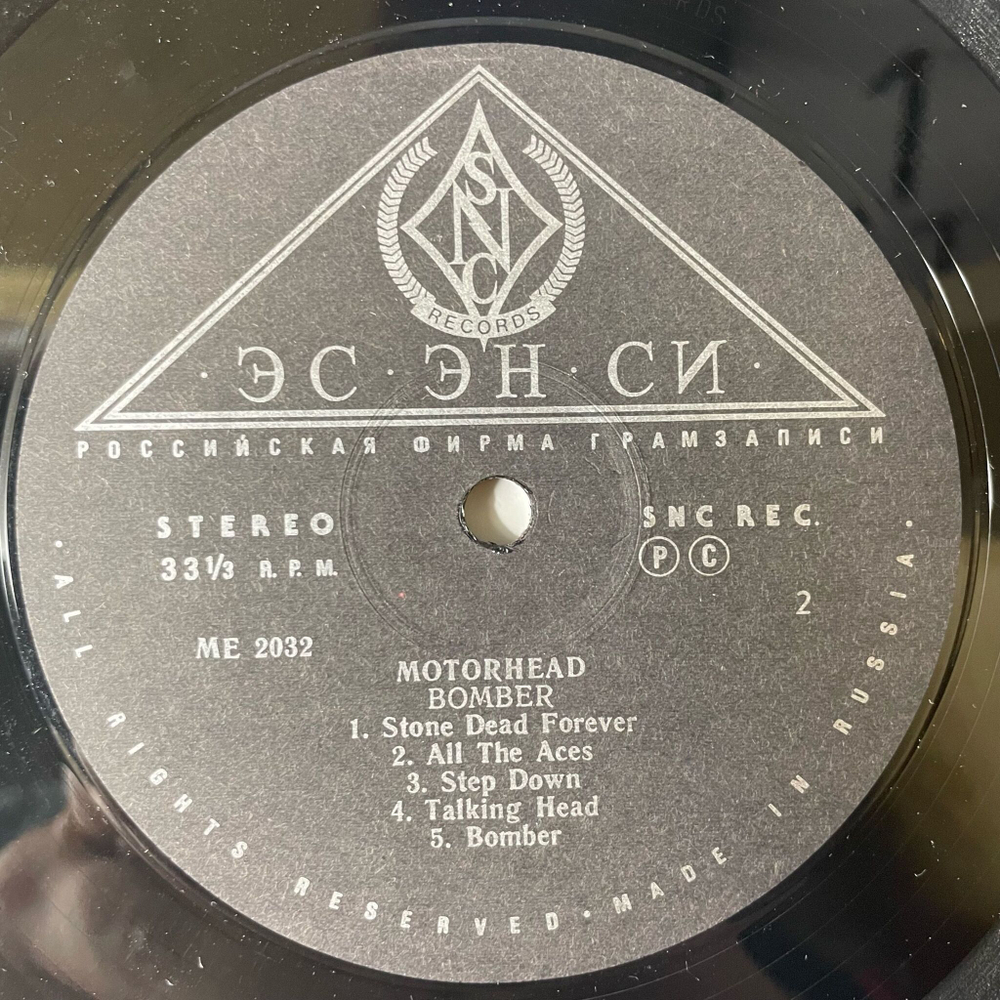 SNC
RECORDS
· ЭС · ЭН · СИ ·
РОССИЙСКАЯ ФИРМА ГРАМЗАПИСИ
STEREO
SNC REC.
33 1/3 R. P. M.
P C
2
ME 2032
MOTORHEAD
BOMBER
1. Stone Dead Forever
2. All The Aces
3. Step Down
4. Talking Head
5. Bomber
· ALL RIGHTS RESERVED · MADE IN RUSSIA ·